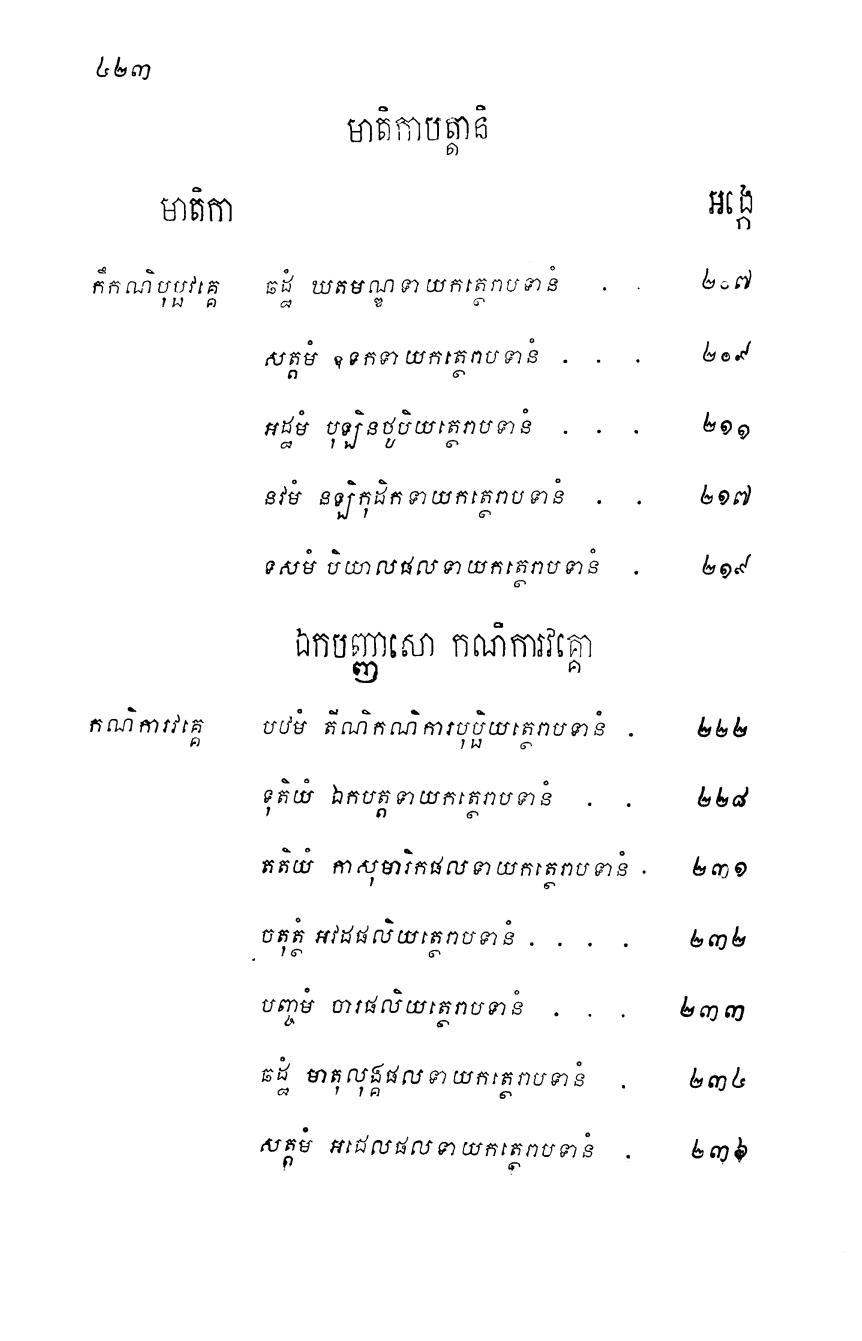 ៤២៣
មាតិកាបត្តានិ
មាតិកា អង្កេ
កឹកណិបុប្ផវគ្គេ ឆដ្ឋំ ឃតមណ្ឌទាយកត្ថេរាបទានំ . . ២០៧
សត្តមំ ឧទកទាយកត្ថេរាបទានំ . . . ២០៩
អដ្ឋមំ បុឡិនថូបិយត្ថេរាបទានំ . . . ២១១
នវមំ នឡិកុដិកទាយកត្ថេរាបទានំ . . ២១៧
ទសមំ បិយាលផលទាយកត្ថេរាបទានំ . ២១៩
ឯកបញ្ញាសោ កណិការវគ្គោ
កណិការវគ្គេ បឋមំ តីណិកណិការបុប្ផិយត្ថេរាបទានំ . ២២២
ទុតិយំ ឯកបត្តទាយកត្ថេរាបទានំ . . ២២៨
តតិយំ កាសុមារិកផលទាយកត្ថេរាបទានំ . ២៣១
ចតុត្ថំ អវដផលិយត្ថេរាបទានំ . . . . ២៣២
បញ្ចមំ ចារផលិយត្ថេរាបទានំ . . . ២៣៣
ឆដ្ឋំ មាតុលុង្គផលទាយកត្ថេរាបទានំ . ២៣៤
សត្តមំ អជេលផលទាយកត្ថេរាបទានំ . ២៣៦